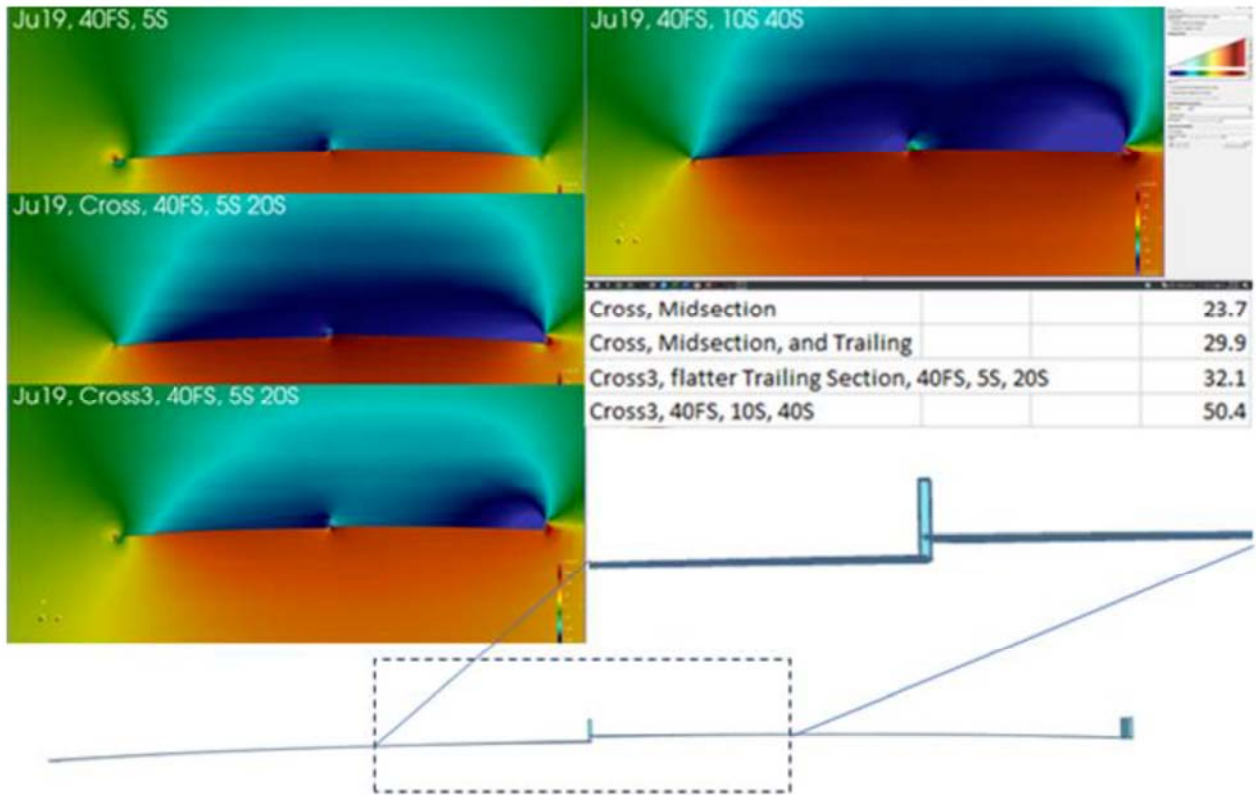 Ju19, 40FS, 5S
Ju19, 40FS, 10S 40S
Ju19, Cross, 40FS, 5S 20S
Ju19, Cross3, 40FS, 5S 20S
Cross, Midsection 23.7
Cross, Midsection, and Trailing 29.9
Cross3, flatter Trailing Section, 40FS, 5S, 20S 32.1
Cross3, 40FS, 10S, 40S 50.4